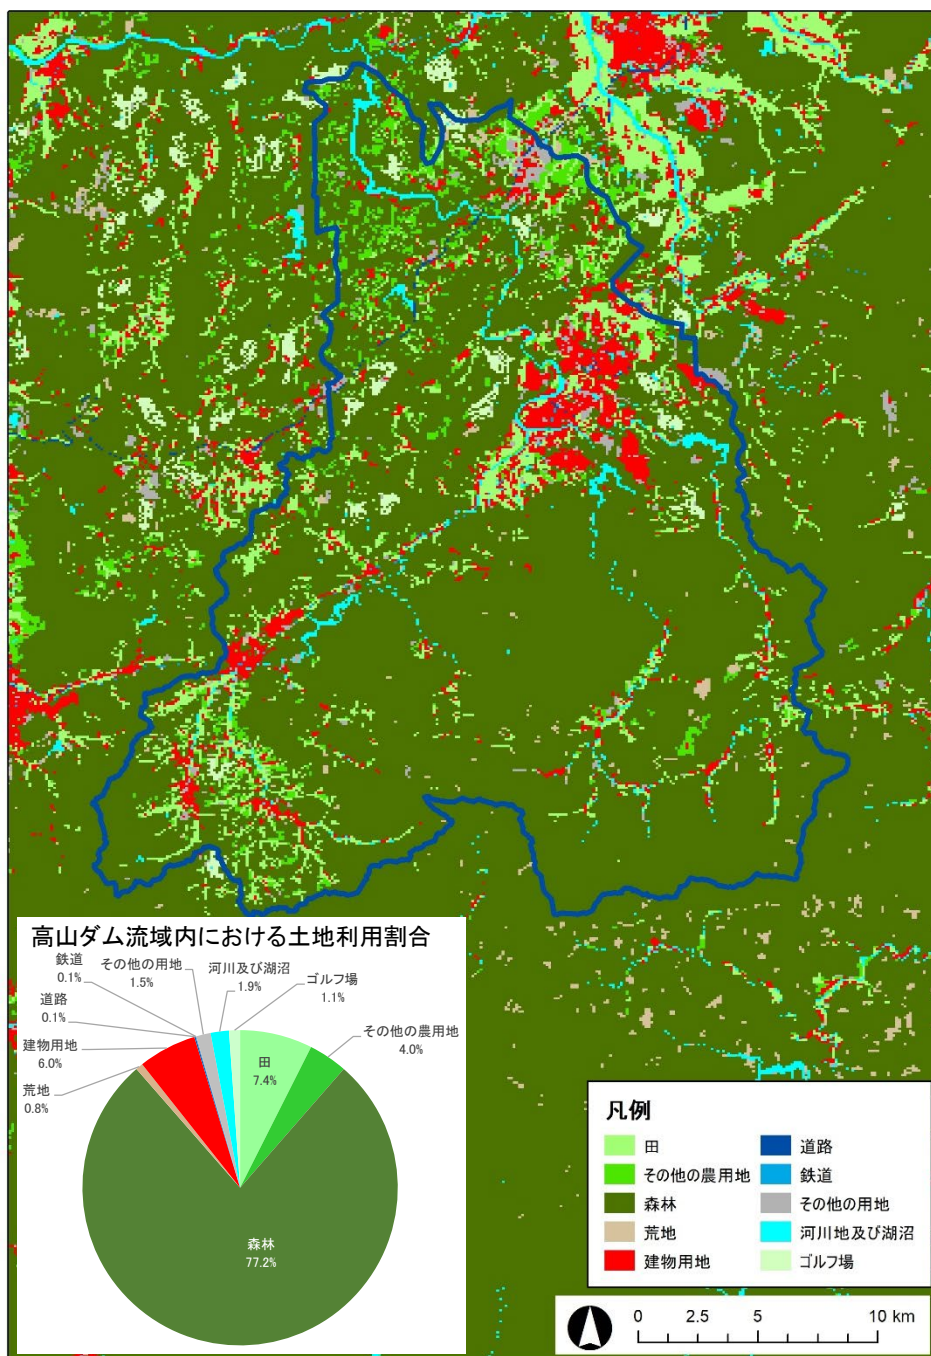 高山ダム流域内における土地利用割合
鉄道
0.1%
その他の用地
1.5%
河川及び湖沼
1.9%
ゴルフ場
1.1%
道路
0.1%
建物用地
6.0%
荒地
0.8%
田
7.4%
その他の農用地
4.0%
森林
77.2%
凡例
田
その他の農用地
森林
荒地
建物用地
道路
鉄道
その他の用地
河川地及び湖沼
ゴルフ場
0 2.5 5 10 km